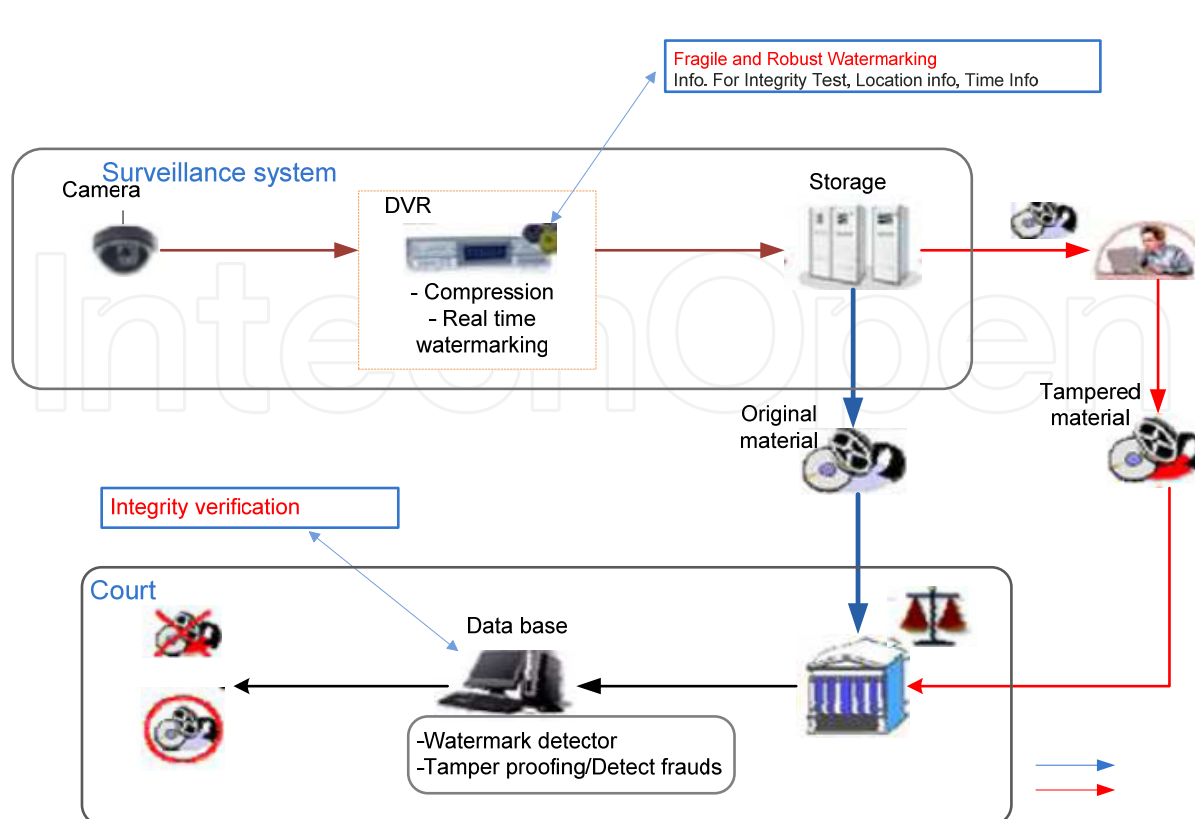 Fragile and Robust Watermarking
Info. For Integrity Test, Location info, Time Info
Surveillance system
Camera
DVR
- Compression
- Real time
watermarking
Storage
IntechOpen
Original
material
Tampered
material
Integrity verification
Court
Data base
-Watermark detector
-Tamper proofing/Detect frauds